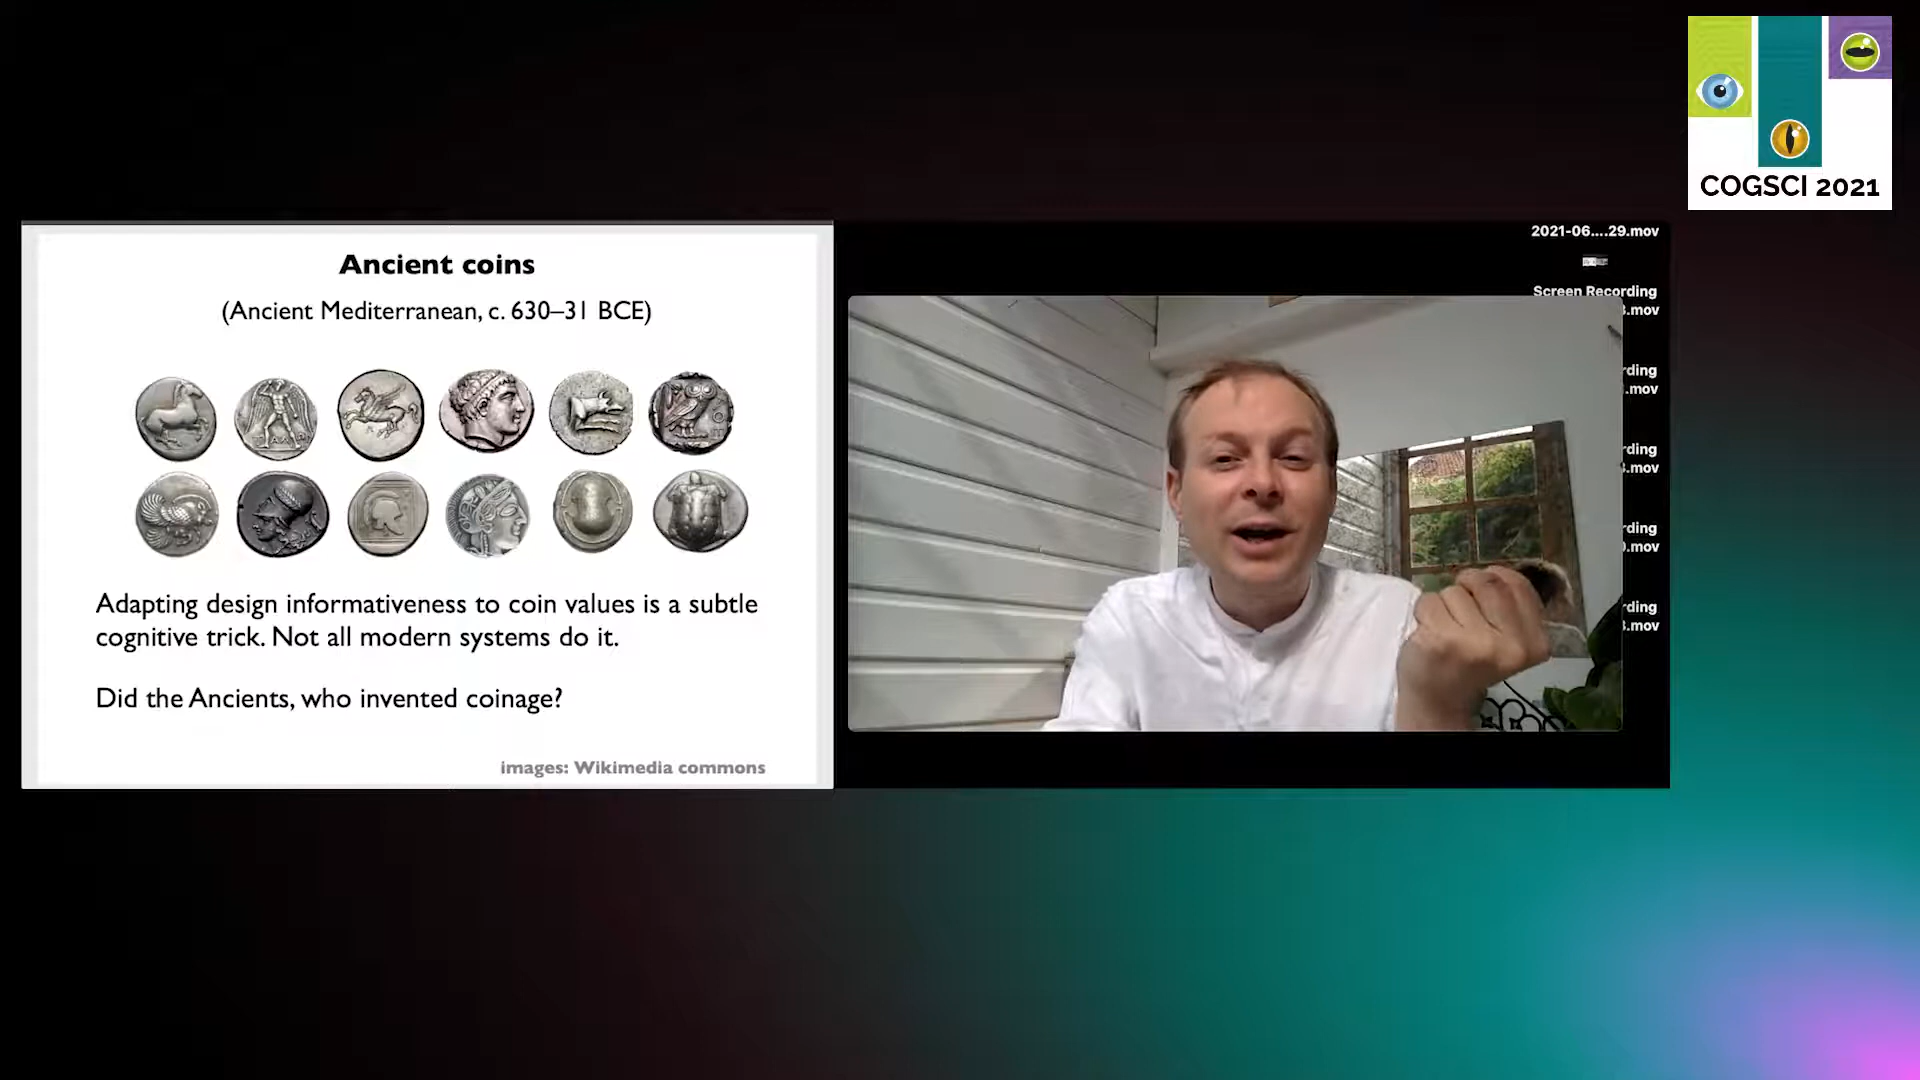 COGSCI 2021
Ancient coins
(Ancient Mediterranean, c. 630–31 BCE)
Adapting design informativeness to coin values is a subtle
cognitive trick. Not all modern systems do it.
Did the Ancients, who invented coinage?
images: Wikimedia commons
2021-06....29.mov
Screen Recording
.mov
rding
.mov
rding
.mov
rding
.mov
rding
.mov